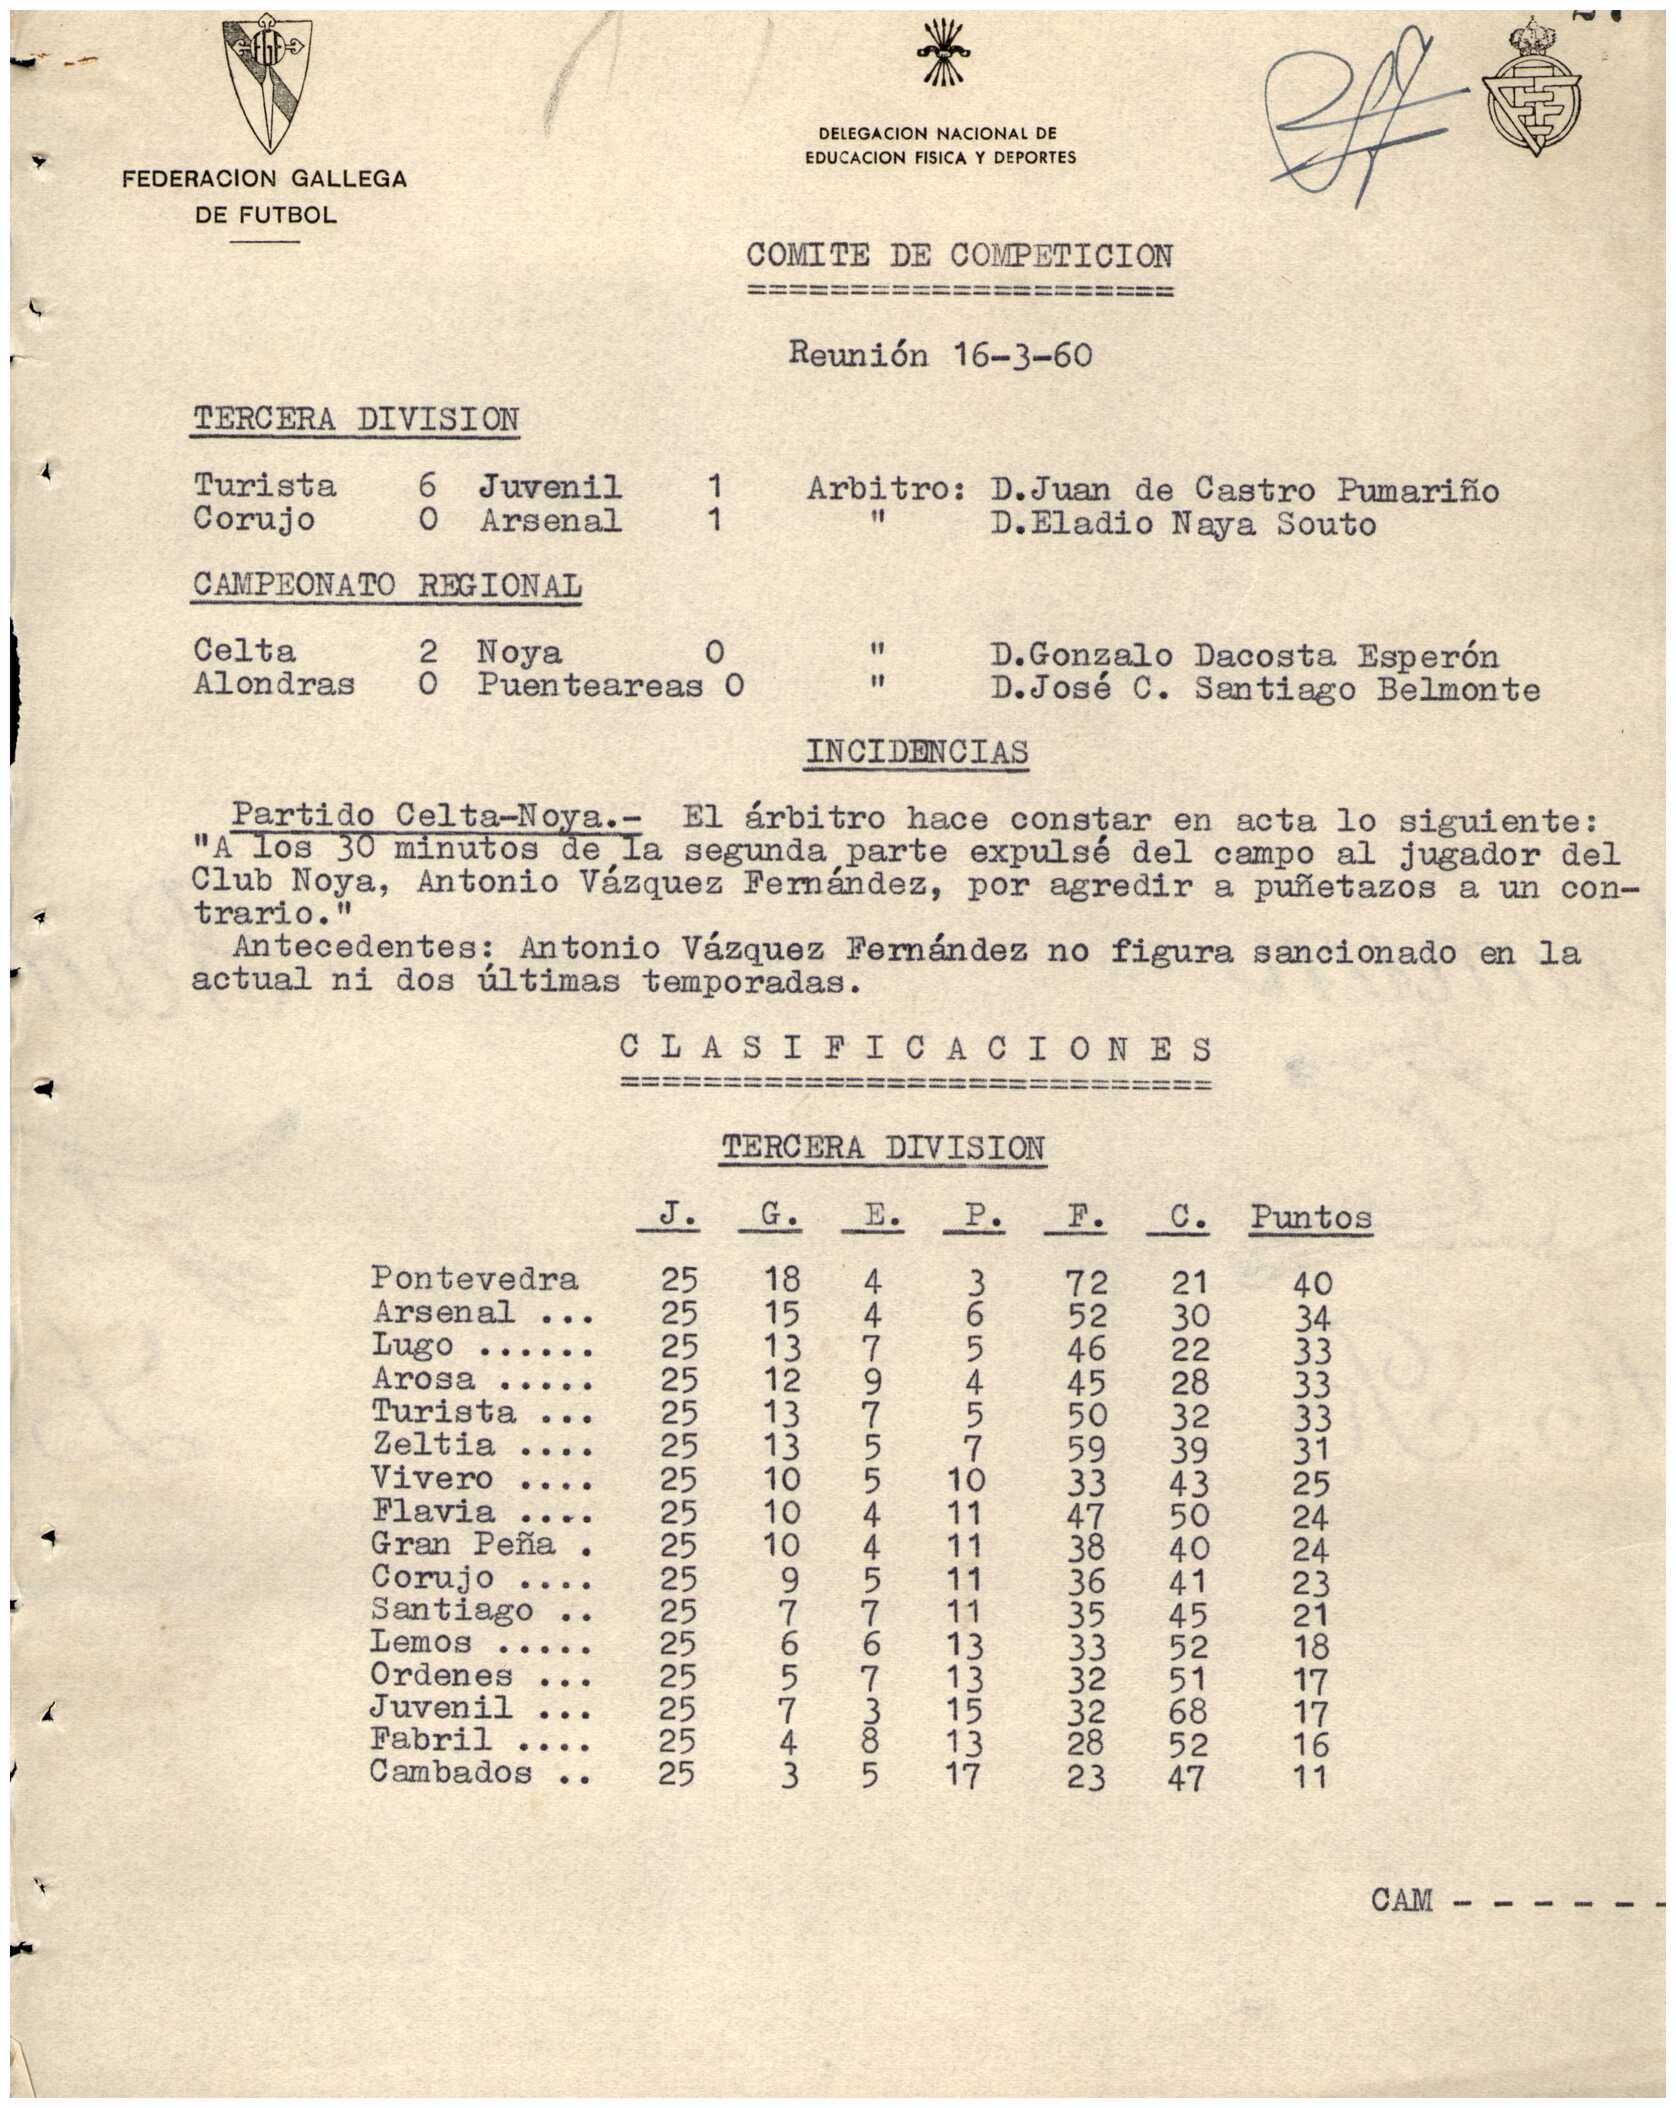 FEDERACION GALLEGA
DE FUTBOL
DELEGACION NACIONAL DE
EDUCACION FISICA Y DEPORTES
COMITE DE COMPETICION
=====================
Reunión 16-3-60
TERCERA DIVISION
Turista 6 Juvenil 1 Arbitro: D.Juan de Castro Pumariño
Corujo 0 Arsenal 1 " D.Eladio Naya Souto
CAMPEONATO REGIONAL
Celta 2 Noya 0 " D.Gonzalo Dacosta Esperón
Alondras 0 Puenteareas 0 " D.José C. Santiago Belmonte
INCIDENCIAS
Partido Celta-Noya.- El árbitro hace constar en acta lo siguiente:
"A los 30 minutos de la segunda parte expulsé del campo al jugador del
Club Noya, Antonio Vázquez Fernández, por agredir a puñetazos a un con-
trario."
Antecedentes: Antonio Vázquez Fernández no figura sancionado en la
actual ni dos últimas temporadas.
C L A S I F I C A C I O N E S
=============================
TERCERA DIVISION
J. G. E. P. F. C. Puntos
Pontevedra 25 18 4 3 72 21 40
Arsenal ... 25 15 4 6 52 30 34
Lugo ...... 25 13 7 5 46 22 33
Arosa ..... 25 12 9 4 45 28 33
Turista ... 25 13 7 5 50 32 33
Zeltia .... 25 13 5 7 59 39 31
Vivero .... 25 10 5 10 33 43 25
Flavia .... 25 10 4 11 47 50 24
Gran Peña . 25 10 4 11 38 40 24
Corujo .... 25 9 5 11 36 41 23
Santiago .. 25 7 7 11 35 45 21
Lemos ..... 25 6 6 13 33 52 18
Ordenes ... 25 5 7 13 32 51 17
Juvenil ... 25 7 3 15 32 68 17
Fabril .... 25 4 8 13 28 52 16
Cambados .. 25 3 5 17 23 47 11
CAM - - - - - -